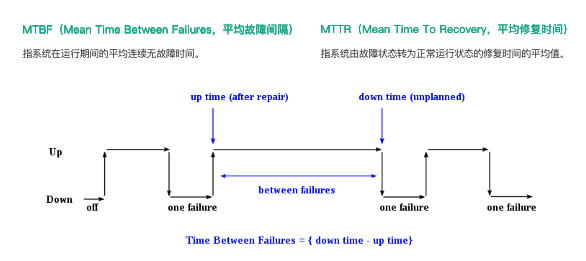 MTBF（Mean Time Between Failures，平均故障间隔）
指系统在运行期间的平均连续无故障时间。
MTTR（Mean Time To Recovery，平均修复时间）
指系统由故障状态转为正常运行状态的修复时间的平均值。
up time (after repair)
down time (unplanned)
Up
between failures
Down
off
one failure
one failure
one failure
Time Between Failures = { down time - up time}